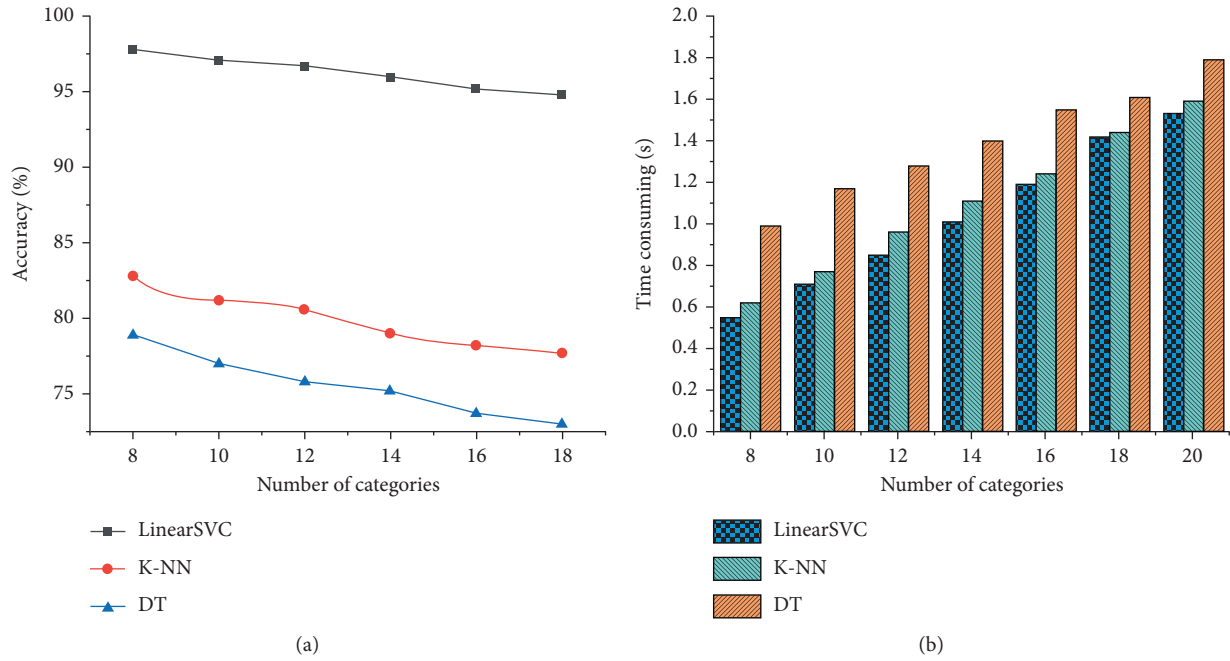 100
95
90
85
80
75
Accuracy (%)
8 10 12 14 16 18
Number of categories
LinearSVC
K-NN
DT
(a)
2.0
1.8
1.6
1.4
1.2
1.0
0.8
0.6
0.4
0.2
0.0
Time consuming (s)
8 10 12 14 16 18 20
Number of categories
LinearSVC
K-NN
DT
(b)